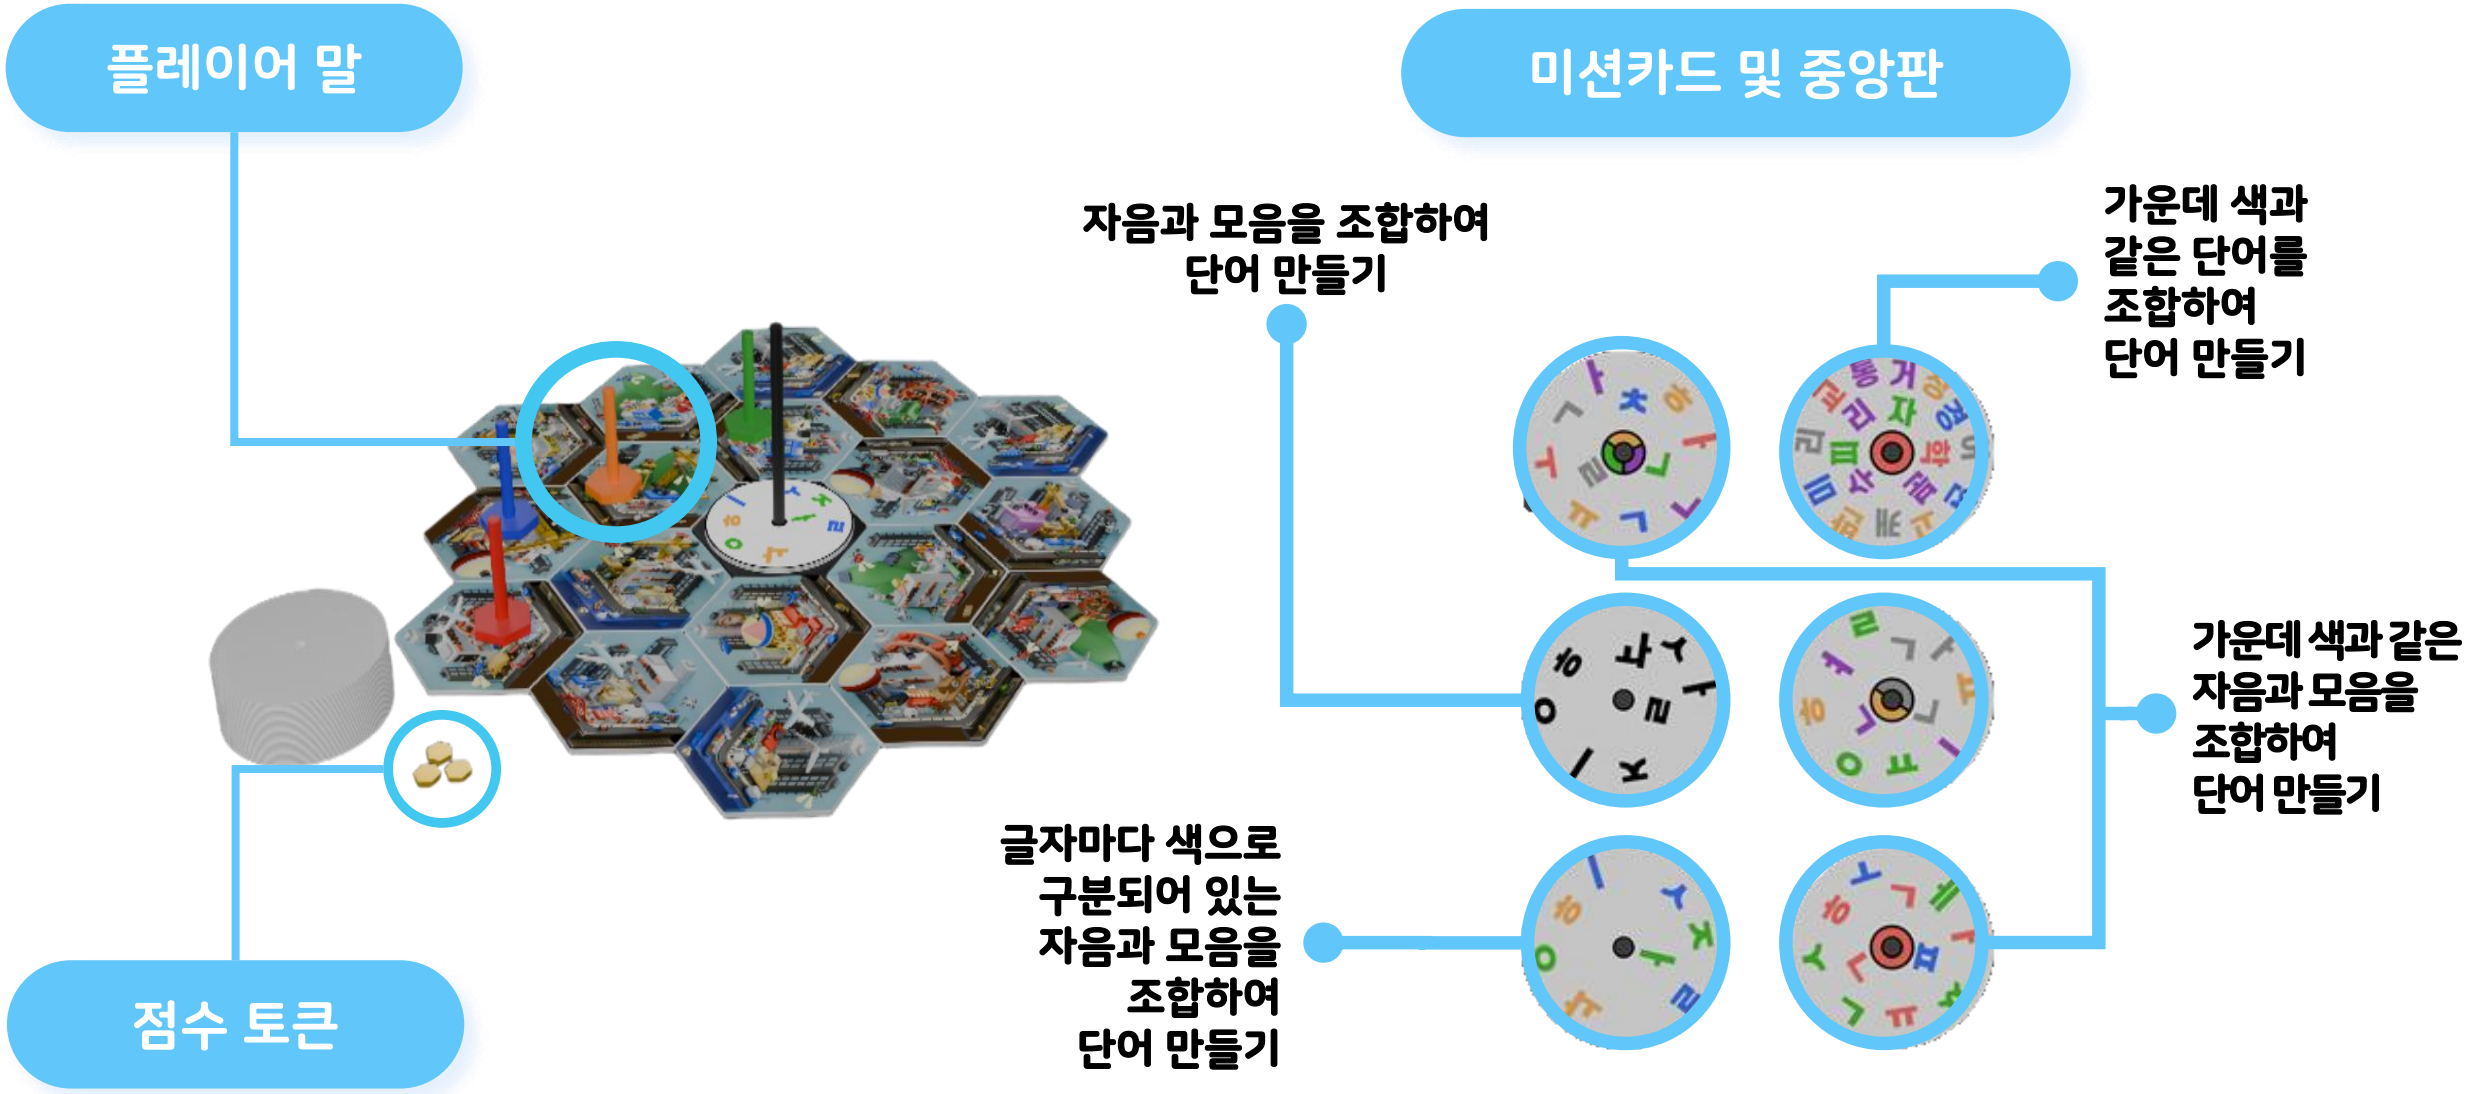 플레이어 말
미션카드 및 중앙판
자음과 모음을 조합하여
단어 만들기
가운데 색과
같은 단어를
조합하여
단어 만들기
가운데 색과 같은
자음과 모음을
조합하여
단어 만들기
글자마다 색으로
구분되어 있는
자음과 모음을
조합하여
단어 만들기
점수 토큰